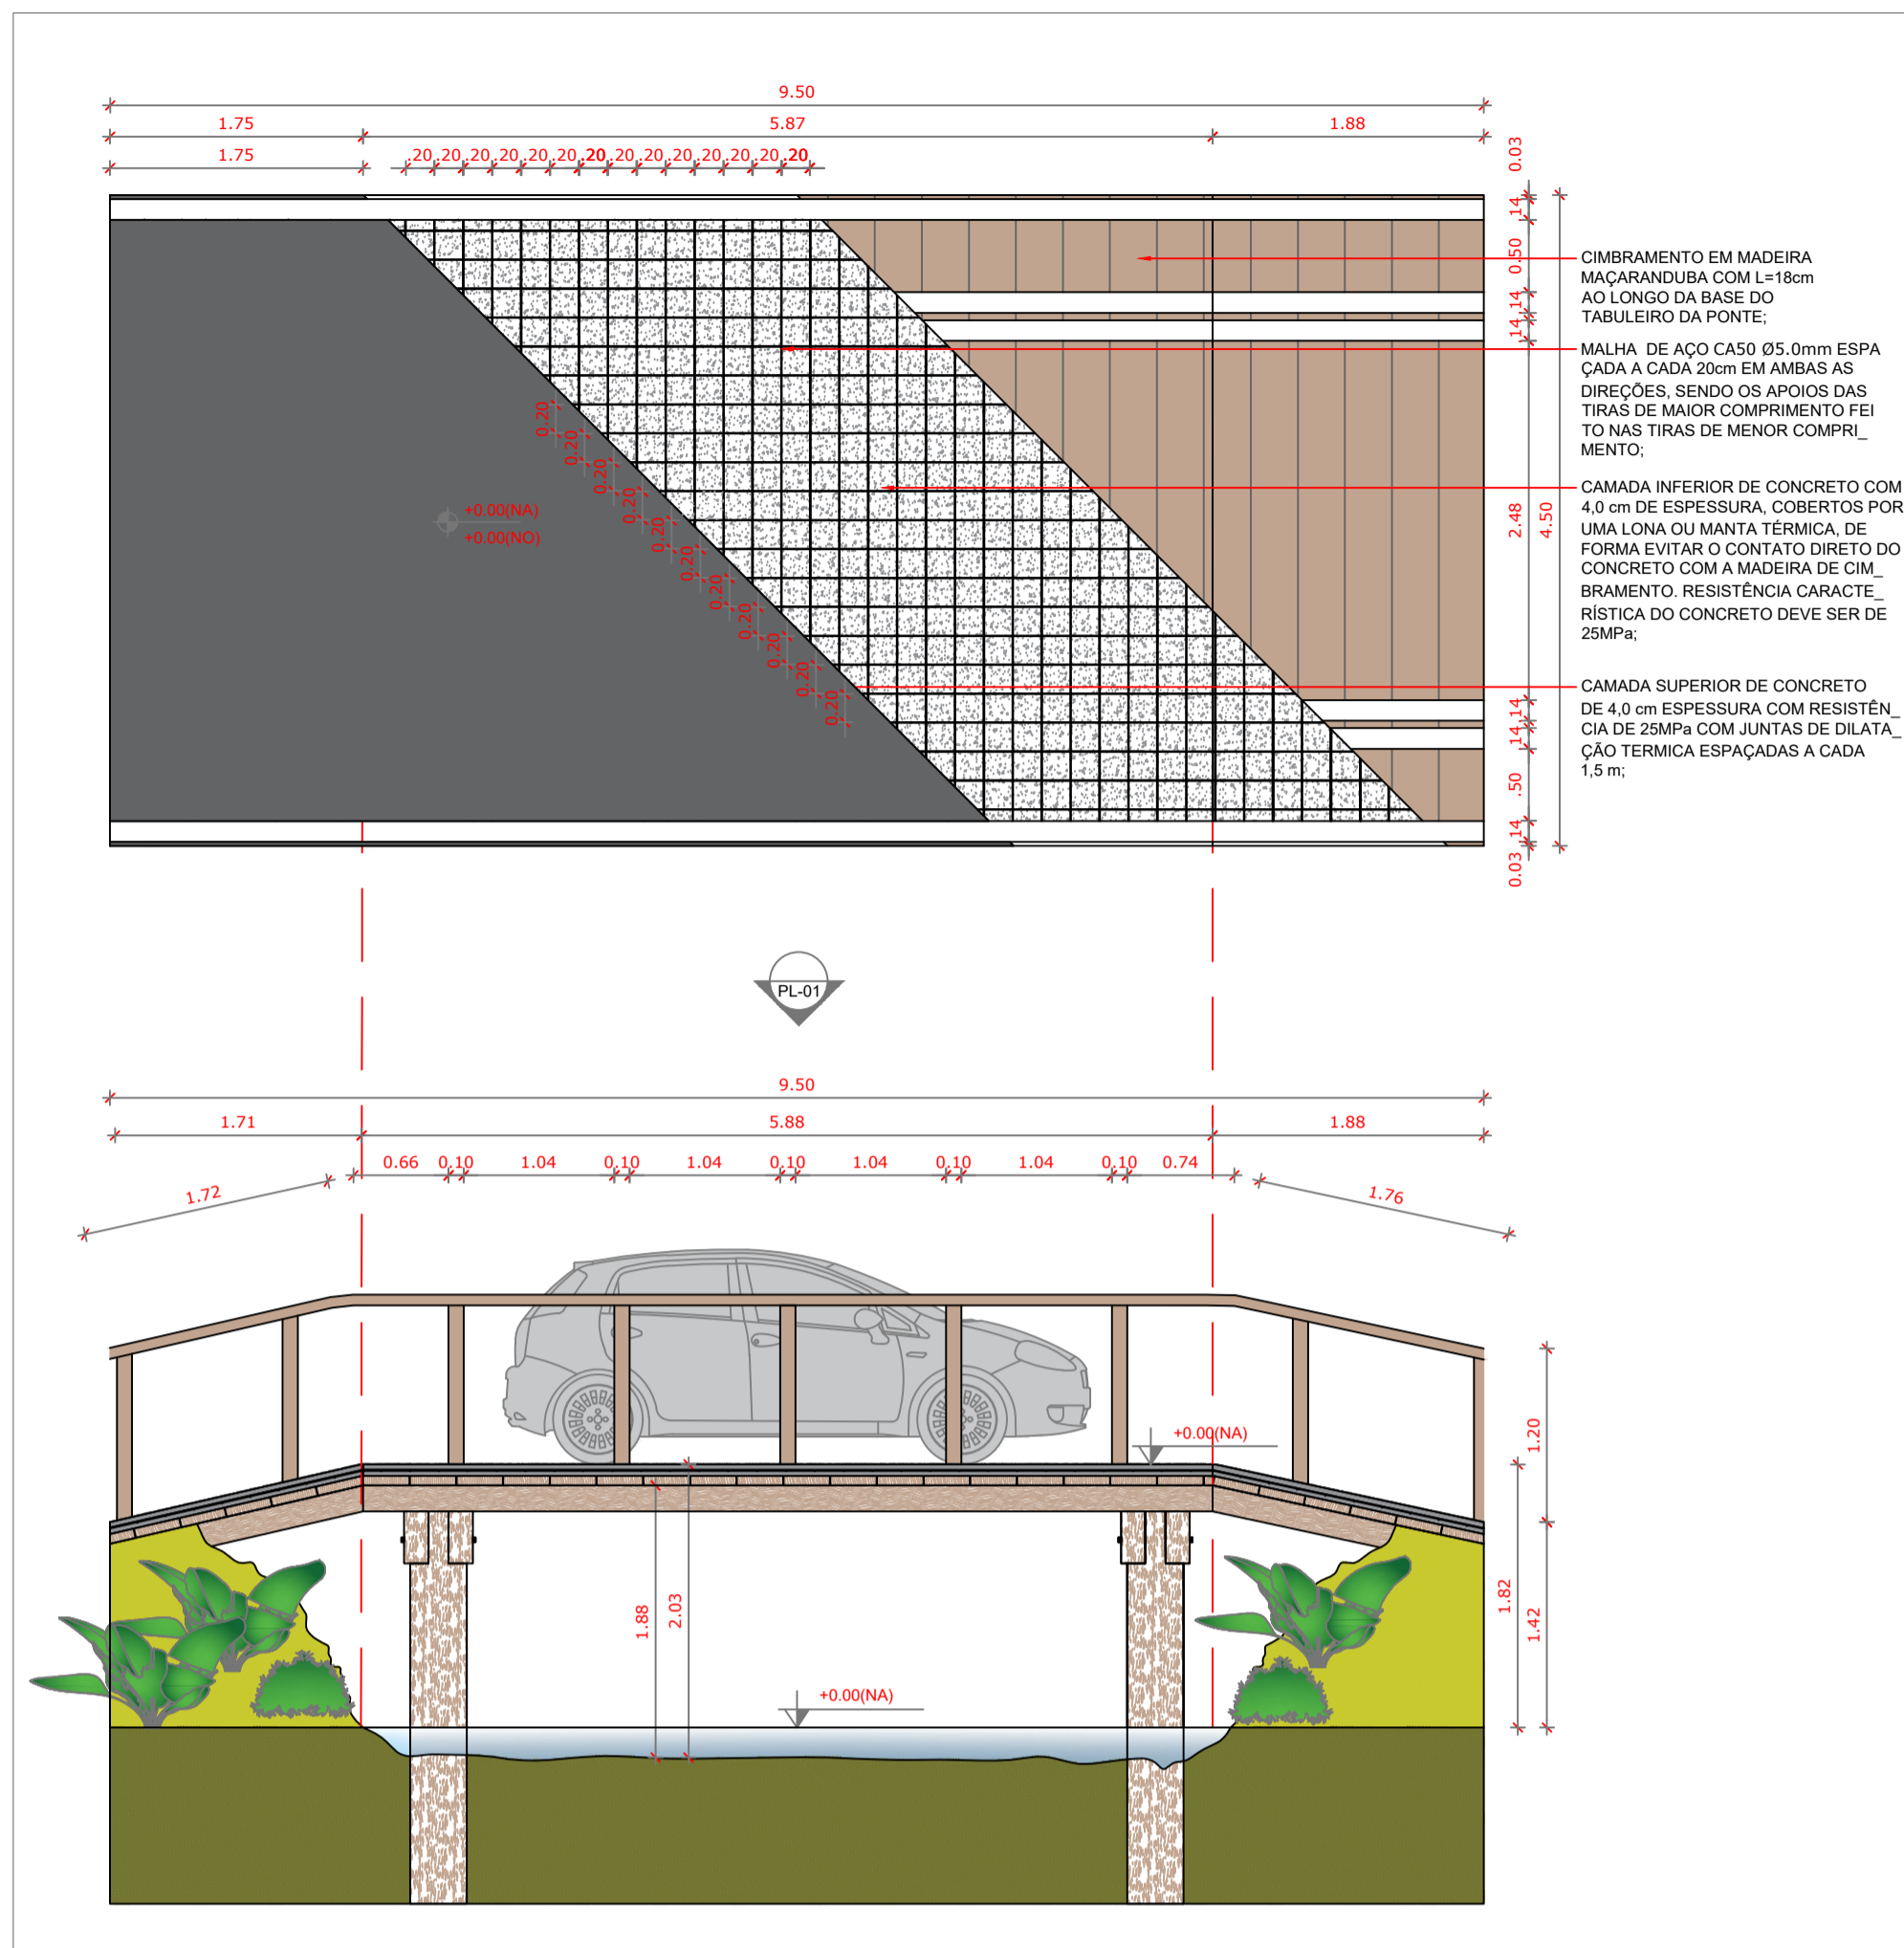 9.50
1.75 5.87 1.88
1.75 .20 .20 .20 .20 .20 .20 .20 .20 .20 .20 .20 .20 .20 .20
0.03
14
0.50
14
14
2.48
4.50
14
14
.50
14
0.03
CIMBRAMENTO EM MADEIRA
MAÇARANDUBA COM L=18cm
AO LONGO DA BASE DO
TABULEIRO DA PONTE;
MALHA DE AÇO CA50 Ø5.0mm ESPA
ÇADA A CADA 20cm EM AMBAS AS
DIREÇÕES, SENDO OS APOIOS DAS
TIRAS DE MAIOR COMPRIMENTO FEI
TO NAS TIRAS DE MENOR COMPRI_
MENTO;
CAMADA INFERIOR DE CONCRETO COM
4,0 cm DE ESPESSURA, COBERTOS POR
UMA LONA OU MANTA TÉRMICA, DE
FORMA EVITAR O CONTATO DIRETO DO
CONCRETO COM A MADEIRA DE CIM_
BRAMENTO. RESISTÊNCIA CARACTE_
RÍSTICA DO CONCRETO DEVE SER DE
25MPa;
CAMADA SUPERIOR DE CONCRETO
DE 4,0 cm ESPESSURA COM RESISTÊN_
CIA DE 25MPa COM JUNTAS DE DILATA_
ÇÃO TERMICA ESPAÇADAS A CADA
1,5 m;
0.20
0.20
0.20
0.20
0.20
0.20
0.20
0.20
0.20
0.20
0.20
+0.00(NA)
+0.00(NO)
PL-01
9.50
1.71 5.88 1.88
0.66 0.10 1.04 0.10 1.04 0.10 1.04 0.10 1.04 0.10 0.74
1.72
1.76
+0.00(NA)
1.20
1.88
2.03
1.82
1.42
+0.00(NA)